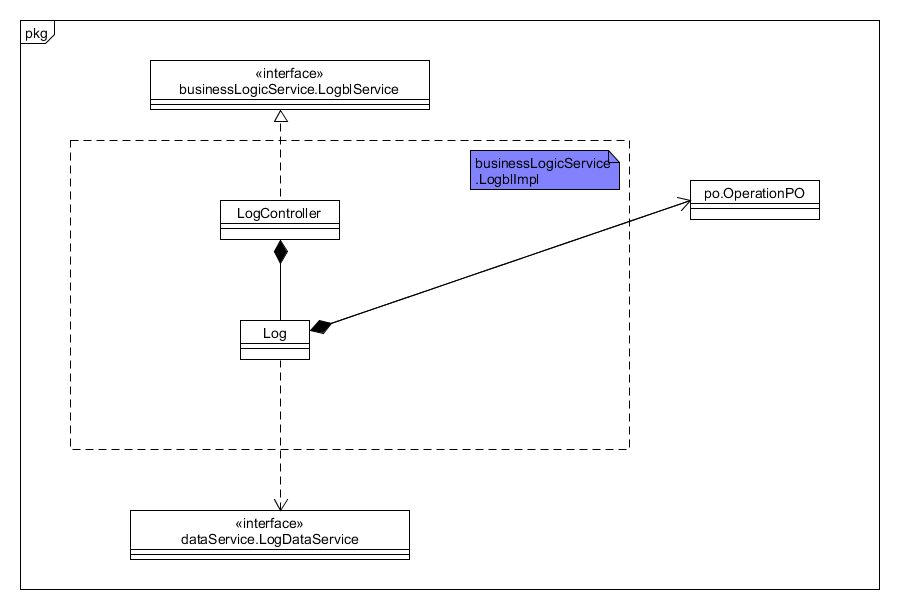 pkg
«interface»
businessLogicService.LogblService
businessLogicService
.LogblImpl
po.OperationPO
LogController
Log
«interface»
dataService.LogDataService